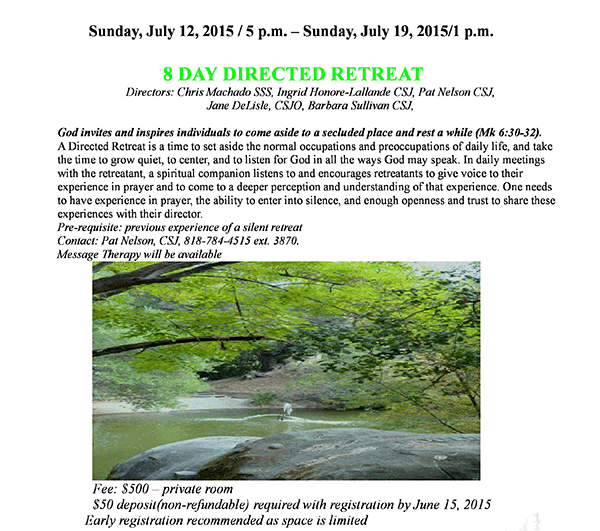 Sunday, July 12, 2015 / 5 p.m. – Sunday, July 19, 2015/1 p.m.
8 DAY DIRECTED RETREAT
Directors: Chris Machado SSS, Ingrid Honore-Lallande CSJ, Pat Nelson CSJ,
Jane DeLisle, CSJO, Barbara Sullivan CSJ,
God invites and inspires individuals to come aside to a secluded place and rest a while (Mk 6:30-32).
A Directed Retreat is a time to set aside the normal occupations and preoccupations of daily life, and take
the time to grow quiet, to center, and to listen for God in all the ways God may speak. In daily meetings
with the retreatant, a spiritual companion listens to and encourages retreatants to give voice to their
experience in prayer and to come to a deeper perception and understanding of that experience. One needs
to have experience in prayer, the ability to enter into silence, and enough openness and trust to share these
experiences with their director.
Pre-requisite: previous experience of a silent retreat
Contact: Pat Nelson, CSJ, 818-784-4515 ext. 3870.
Message Therapy will be available
Fee: $500 – private room
$50 deposit(non-refundable) required with registration by June 15, 2015
Early registration recommended as space is limited